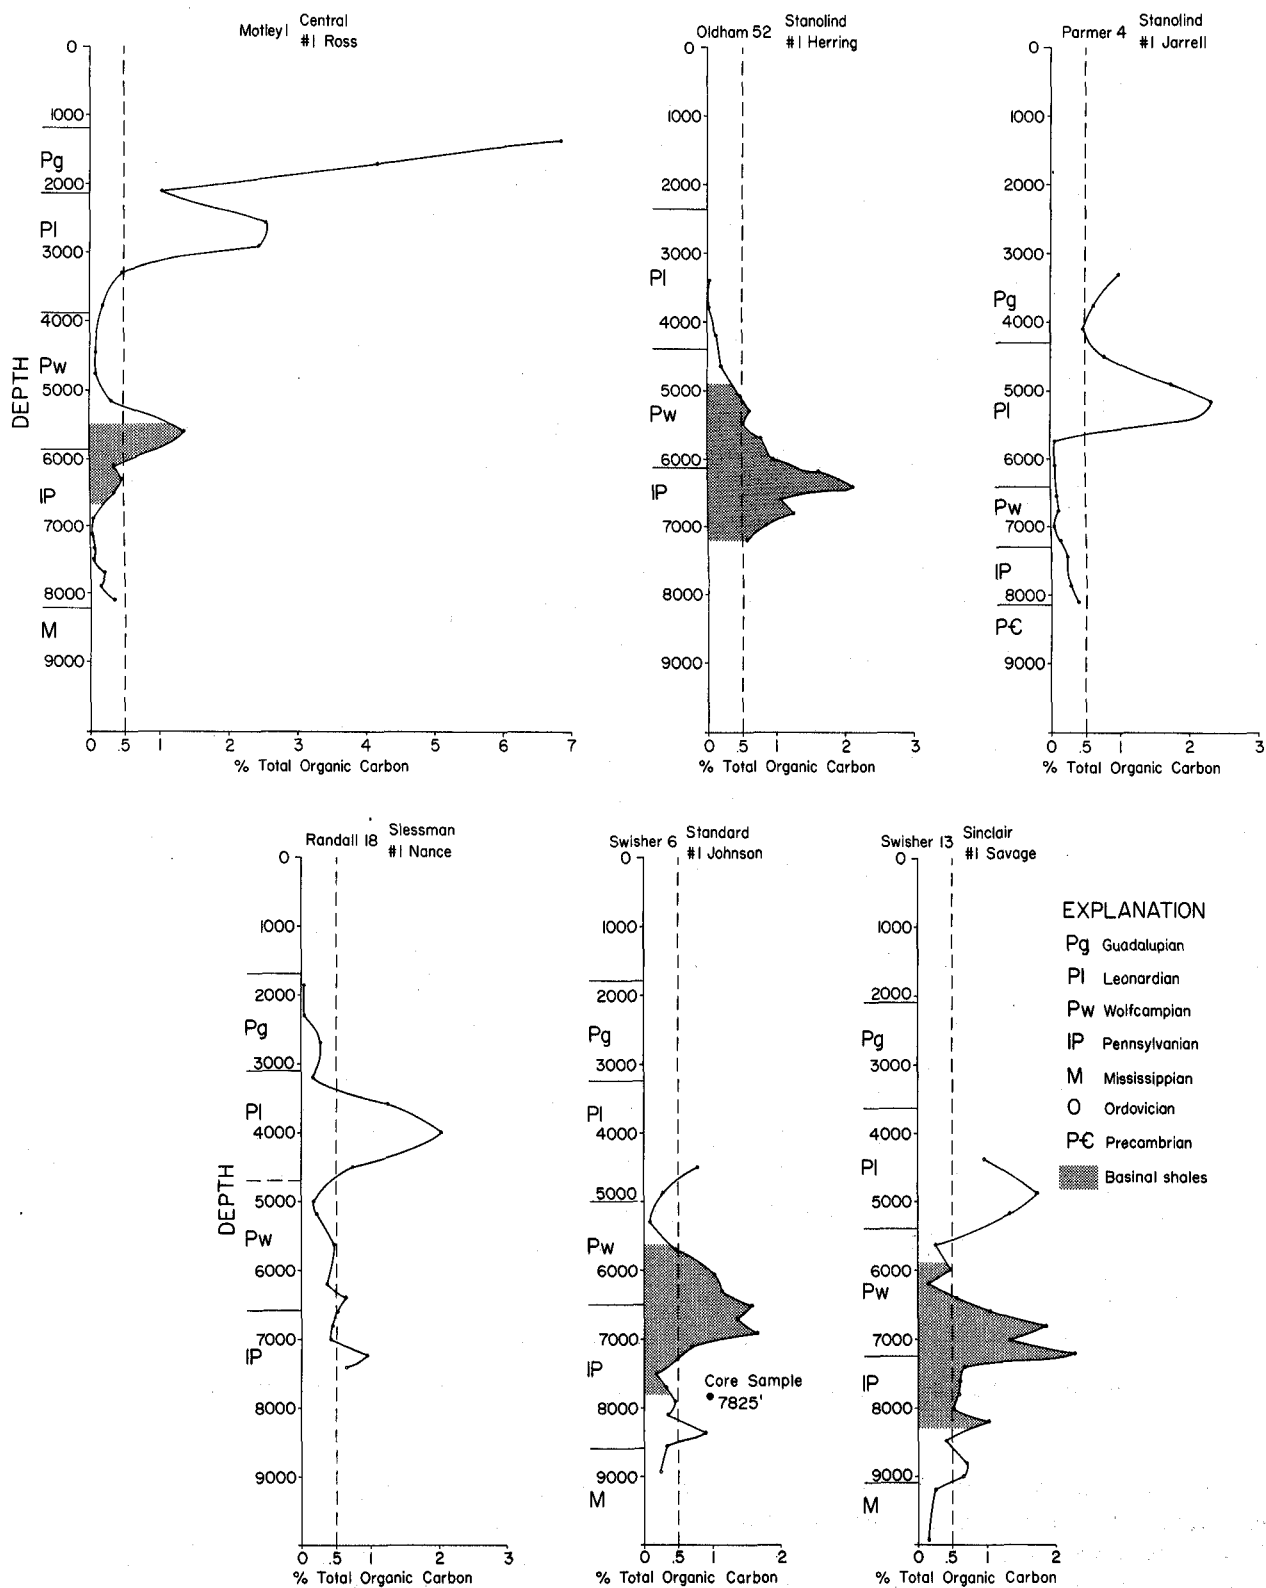 Motley 1 Central
#1 Ross
0
1000
Pg
2000
Pl
3000
4000
Pw
5000
6000
IP
7000
8000
M
9000
DEPTH
0 .5 1 2 3 4 5 6 7
% Total Organic Carbon
Oldham 52 Stanolind
#1 Herring
0
1000
2000
3000
Pl
4000
5000
Pw
6000
IP
7000
8000
9000
0 .5 1 2 3
% Total Organic Carbon
Parmer 4 Stanolind
#1 Jarrell
0
1000
2000
3000
Pg
4000
5000
Pl
6000
Pw
7000
IP
8000
P€
9000
0 .5 1 2 3
% Total Organic Carbon
Randall 18 Slessman
#1 Nance
0
1000
2000
Pg
3000
Pl
4000
5000
Pw
6000
7000
IP
8000
9000
DEPTH
0 .5 1 2 3
% Total Organic Carbon
Swisher 6 Standard
#1 Johnson
0
1000
2000
Pg
3000
Pl
4000
5000
Pw
6000
7000
IP
8000
9000
M
Core Sample
7825'
0 .5 1 2
% Total Organic Carbon
Swisher 13 Sinclair
#1 Savage
0
1000
2000
Pg
3000
4000
Pl
5000
6000
Pw
7000
IP
8000
9000
M
0 .5 1 2
% Total Organic Carbon
EXPLANATION
Pg Guadalupian
Pl Leonardian
Pw Wolfcampian
IP Pennsylvanian
M Mississippian
O Ordovician
P€ Precambrian
Basinal shales